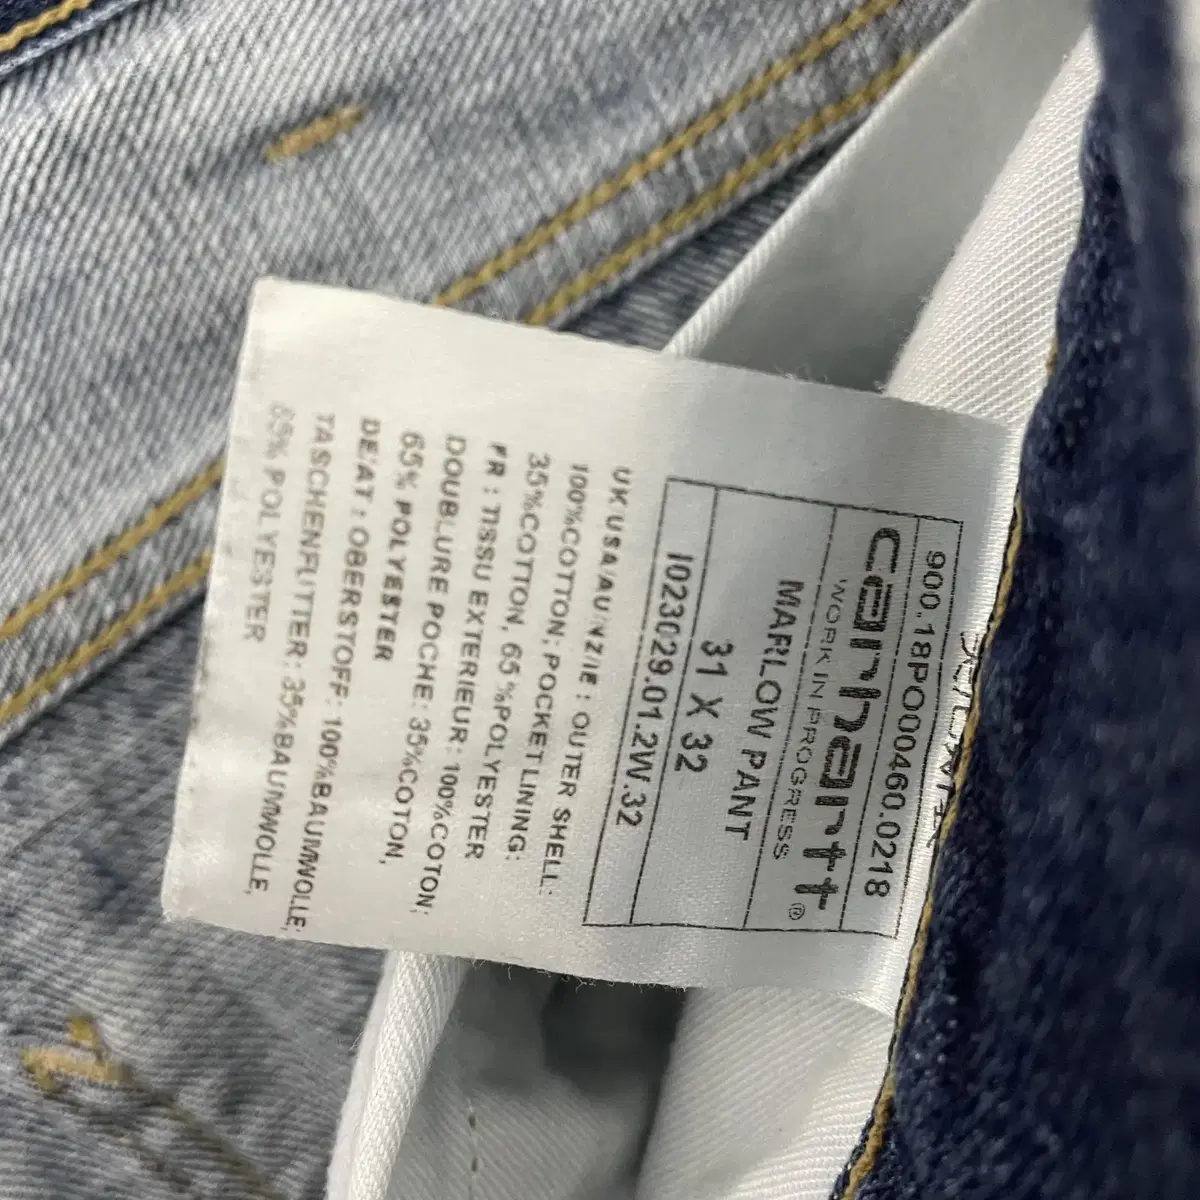 900.18PO00460.0218
carhartt®
WORK IN PROGRESS
MARLOW PANT
31 X 32
I023029.01.2W.32
UK/USA/AU/NZ/IE : OUTER SHELL:
100%COTTON; POCKET LINING:
35%COTTON, 65 %POLYESTER
FR : TISSU EXTERIEUR: 100%COTON;
DOUBLURE POCHE: 35%COTON,
65% POLYESTER
DE/AT : OBERSTOFF: 100%BAUMWOLLE;
TASCHENFUTTER: 35%BAUMWOLLE,
65% POLYESTER